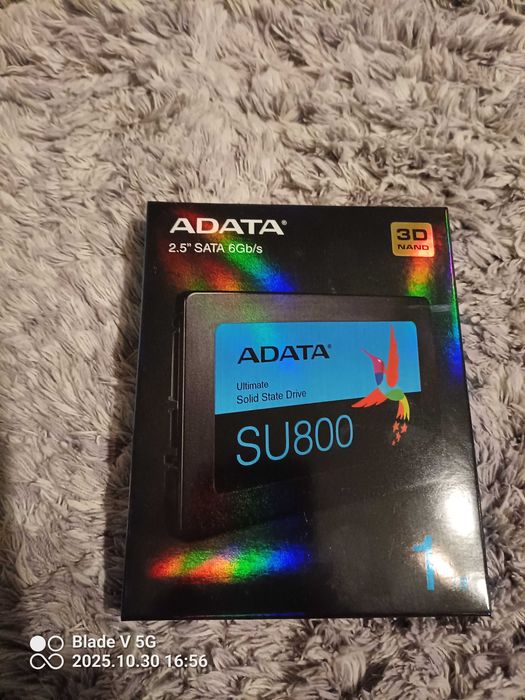 ADATA®
2.5" SATA 6Gb/s
3D
NAND
ADATA®
Ultimate
Solid State Drive
SU800
1
Blade V 5G
2025.10.30 16:56